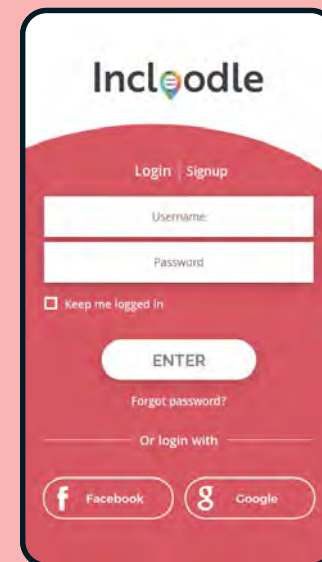 Incloodle
Login | Signup
Username
Password
Keep me logged in
ENTER
Forgot password?
Or login with
f Facebook
g Google